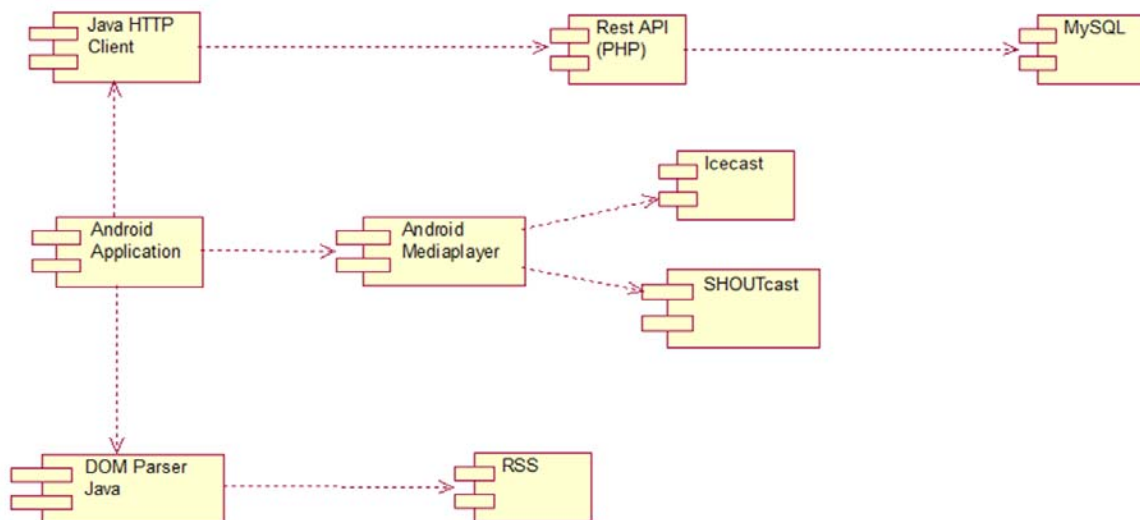 Java HTTP
Client
Rest API
(PHP)
MySQL
Icecast
Android
Application
Android
Mediaplayer
SHOUTcast
DOM Parser
Java
RSS